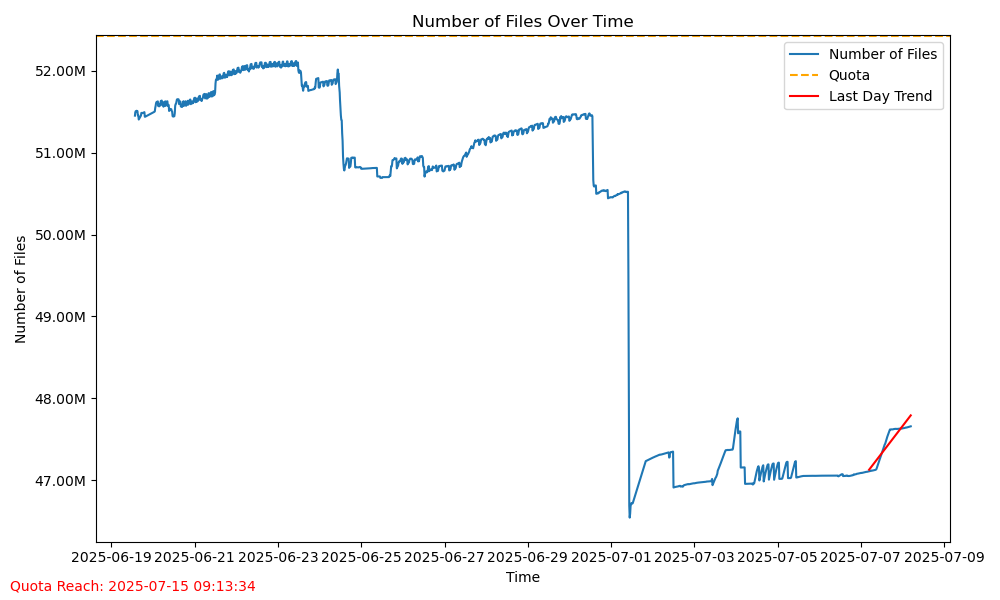 Number of Files Over Time
Number of Files
Quota
Last Day Trend
52.00M
51.00M
50.00M
49.00M
48.00M
47.00M
Number of Files
2025-06-19
2025-06-21
2025-06-23
2025-06-25
2025-06-27
2025-06-29
2025-07-01
2025-07-03
2025-07-05
2025-07-07
2025-07-09
Time
Quota Reach: 2025-07-15 09:13:34